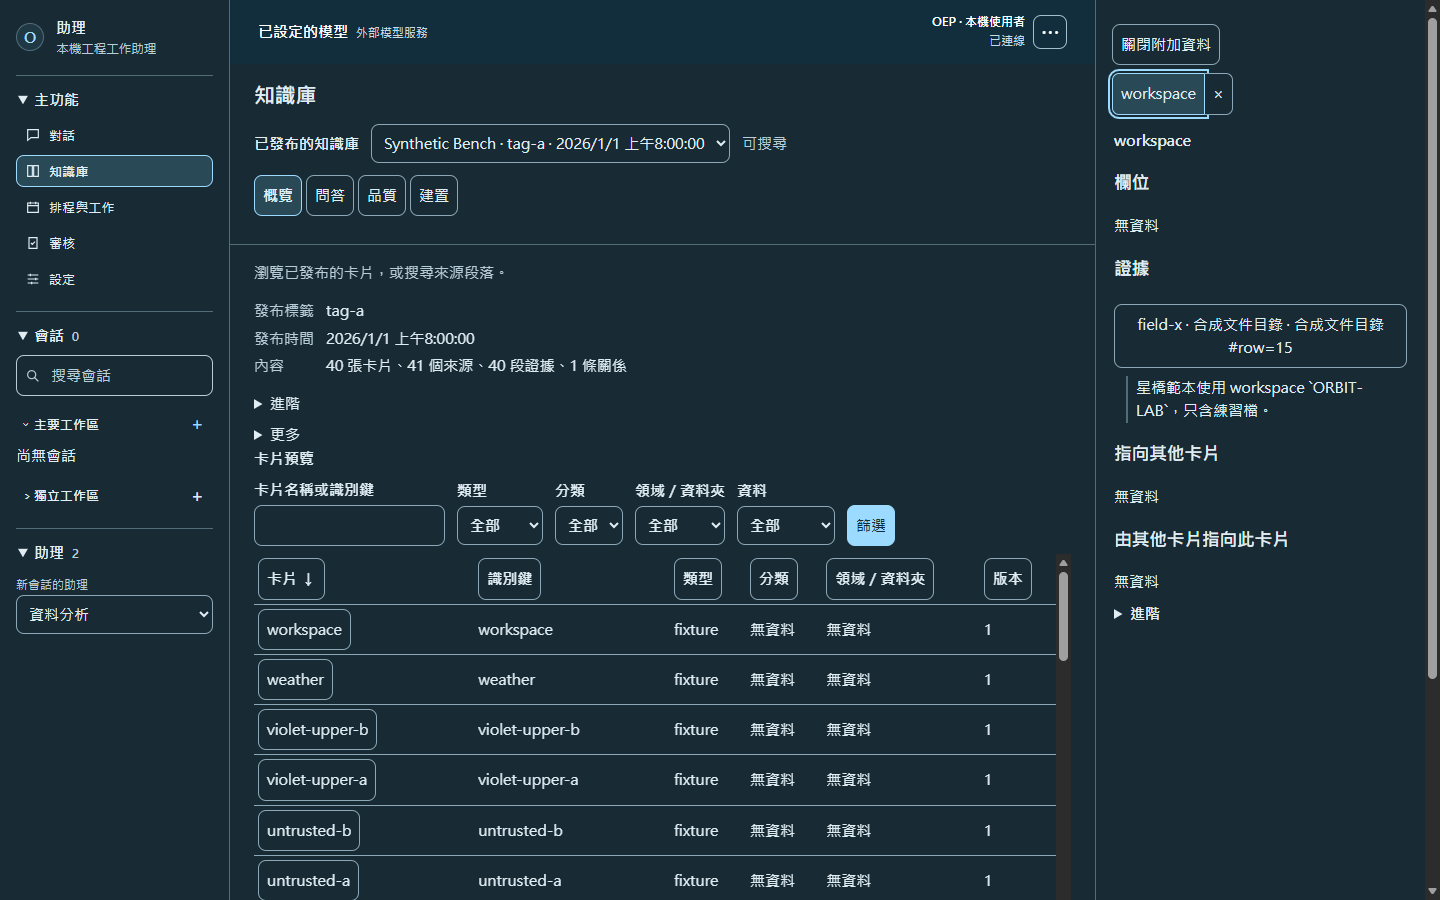 O
助理
本機工程工作助理
▼ 主功能
對話
知識庫
排程與工作
審核
設定
▼ 會話 0
搜尋會話
主要工作區 +
尚無會話
獨立工作區 +
▼ 助理 2
新會話的助理
資料分析
已設定的模型 外部模型服務
OEP · 本機使用者
已連線
知識庫
已發布的知識庫 Synthetic Bench · tag-a · 2026/1/1 上午8:00:00 可搜尋
概覽 問答 品質 建置
瀏覽已發布的卡片，或搜尋來源段落。
發布標籤 tag-a
發布時間 2026/1/1 上午8:00:00
內容 40 張卡片、41 個來源、40 段證據、1 條關係
▶ 進階
▶ 更多
卡片預覽
卡片名稱或識別鍵 類型 分類 領域 / 資料夾 資料
全部 全部 全部 全部 篩選
卡片 ↓ 識別鍵 類型 分類 領域 / 資料夾 版本
workspace workspace fixture 無資料 無資料 1
weather weather fixture 無資料 無資料 1
violet-upper-b violet-upper-b fixture 無資料 無資料 1
violet-upper-a violet-upper-a fixture 無資料 無資料 1
untrusted-b untrusted-b fixture 無資料 無資料 1
untrusted-a untrusted-a fixture 無資料 無資料 1
關閉附加資料
workspace ×
workspace
欄位
無資料
證據
field-x · 合成文件目錄 · 合成文件目錄
#row=15
星橋範本使用 workspace `ORBIT-
LAB`，只含練習檔。
指向其他卡片
無資料
由其他卡片指向此卡片
無資料
▶ 進階